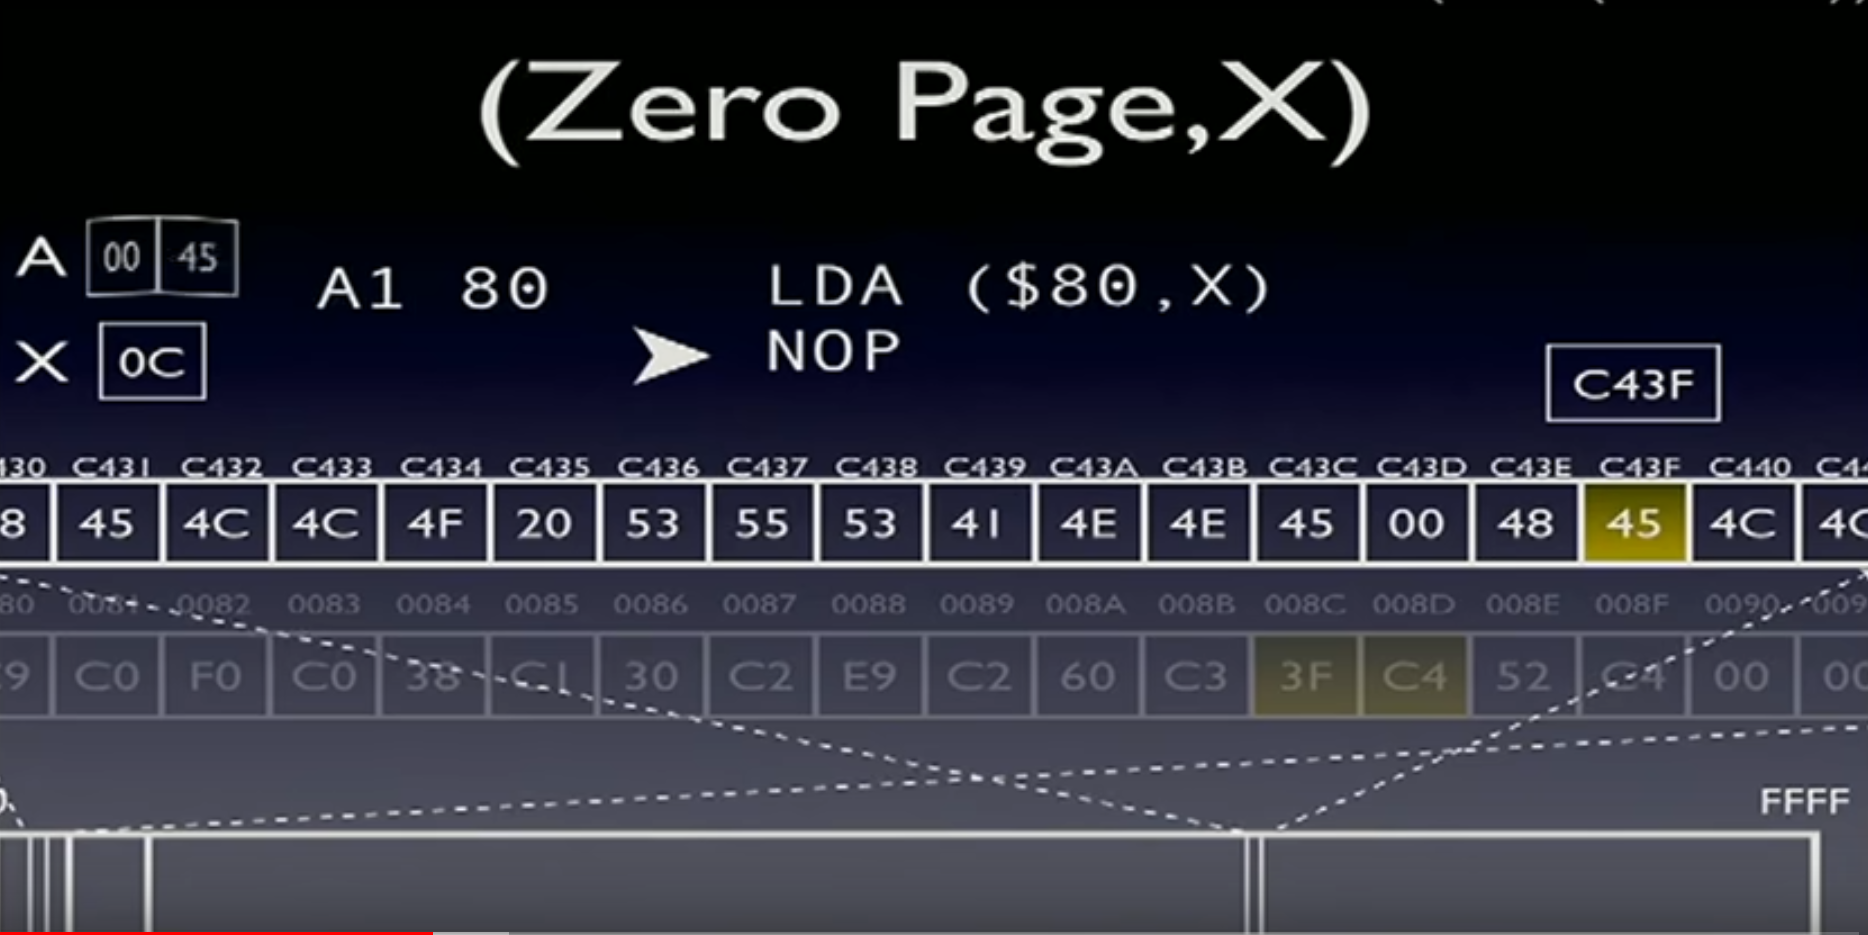 (Zero Page,X)
A 00 45
A1 80 LDA ($80,X)
X 0C
NOP
C43F
C431 C432 C433 C434 C435 C436 C437 C438 C439 C43A C43B C43C C43D C43E C43F C440
45 4C 4C 4F 20 53 55 53 41 4E 4E 45 00 48 45 4C
0081 0082 0083 0084 0085 0086 0087 0088 0089 008A 008B 008C 008D 008E 008F 0090
C0 F0 C0 38 C1 30 C2 E9 C2 60 C3 3F C4 52 C4 00
FFFF